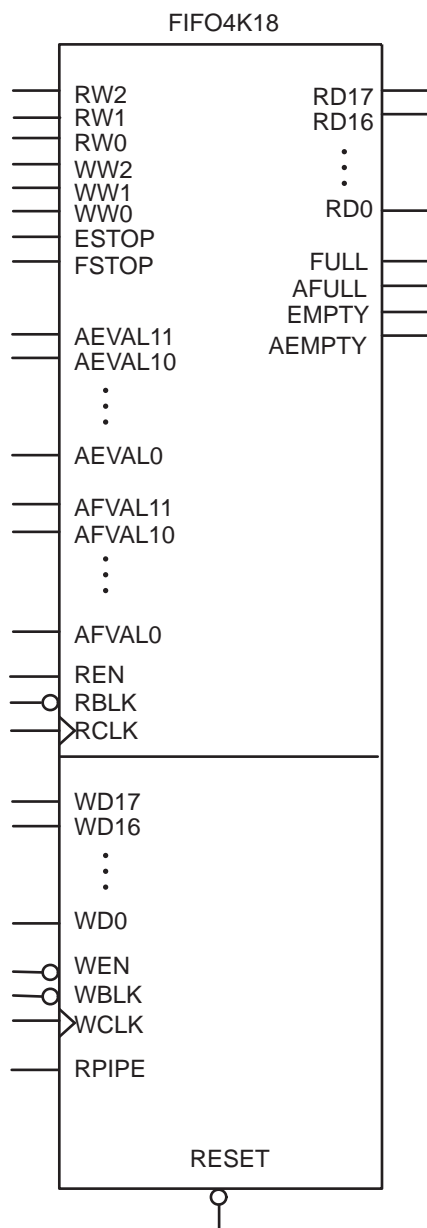 FIFO4K18
RW2
RW1
RW0
WW2
WW1
WW0
ESTOP
FSTOP
AEVAL11
AEVAL10
AEVAL0
AFVAL11
AFVAL10
AFVAL0
REN
RBLK
RCLK
RD17
RD16
RD0
FULL
AFULL
EMPTY
AEMPTY
WD17
WD16
WD0
WEN
WBLK
WCLK
RPIPE
RESET